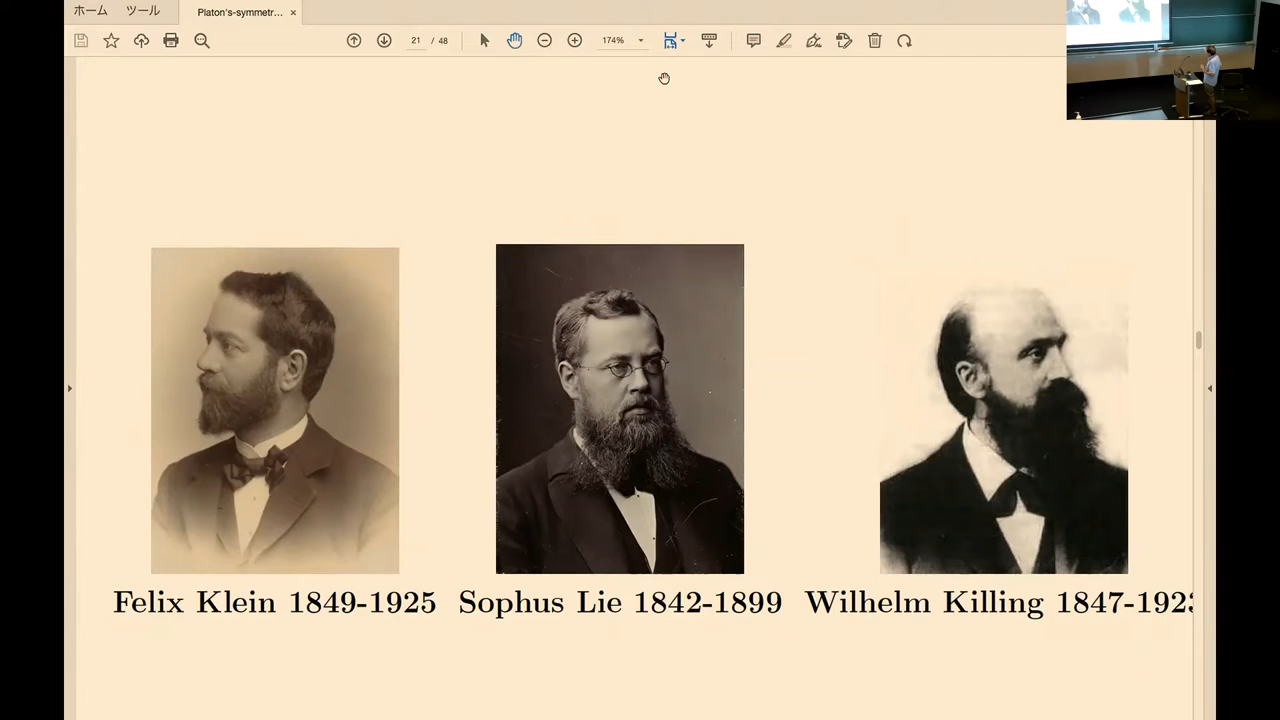 ホーム ツール Platon's-symmetr... ×
21 / 48 174%
Felix Klein 1849-1925 Sophus Lie 1842-1899 Wilhelm Killing 1847-1923